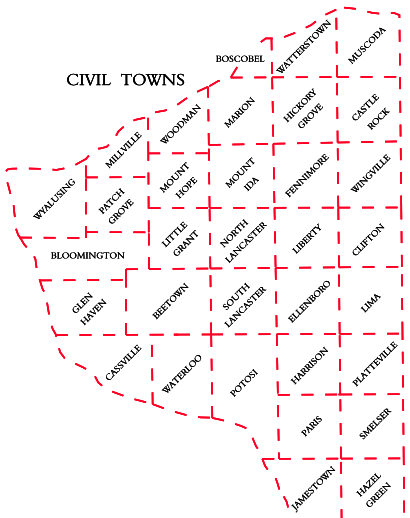 BOSCOBEL
WATTERSTOWN
MUSCODA
CIVIL TOWNS
MILLVILLE
WOODMAN
MARION
HICKORY
GROVE
CASTLE
ROCK
WYALUSING
PATCH
GROVE
MOUNT
HOPE
MOUNT
IDA
FENNIMORE
WINGVILLE
BLOOMINGTON
LITTLE
GRANT
NORTH
LANCASTER
LIBERTY
CLIFTON
GLEN
HAVEN
BEETOWN
SOUTH
LANCASTER
ELLENBORO
LIMA
CASSVILLE
WATERLOO
POTOSI
HARRISON
PLATTEVILLE
PARIS
SMELSER
JAMESTOWN
HAZEL
GREEN